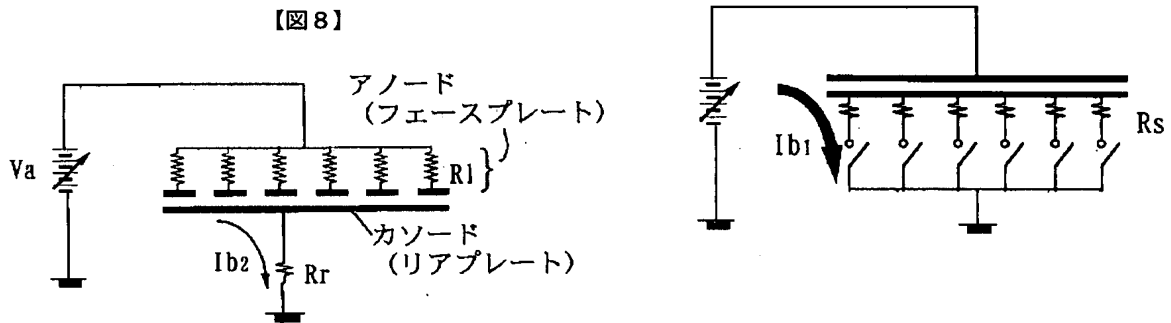 【図8】
アノード
(フェースプレート)
Va
Rl
カソード
(リアプレート)
Ib2
Rr
Ib1
Rs